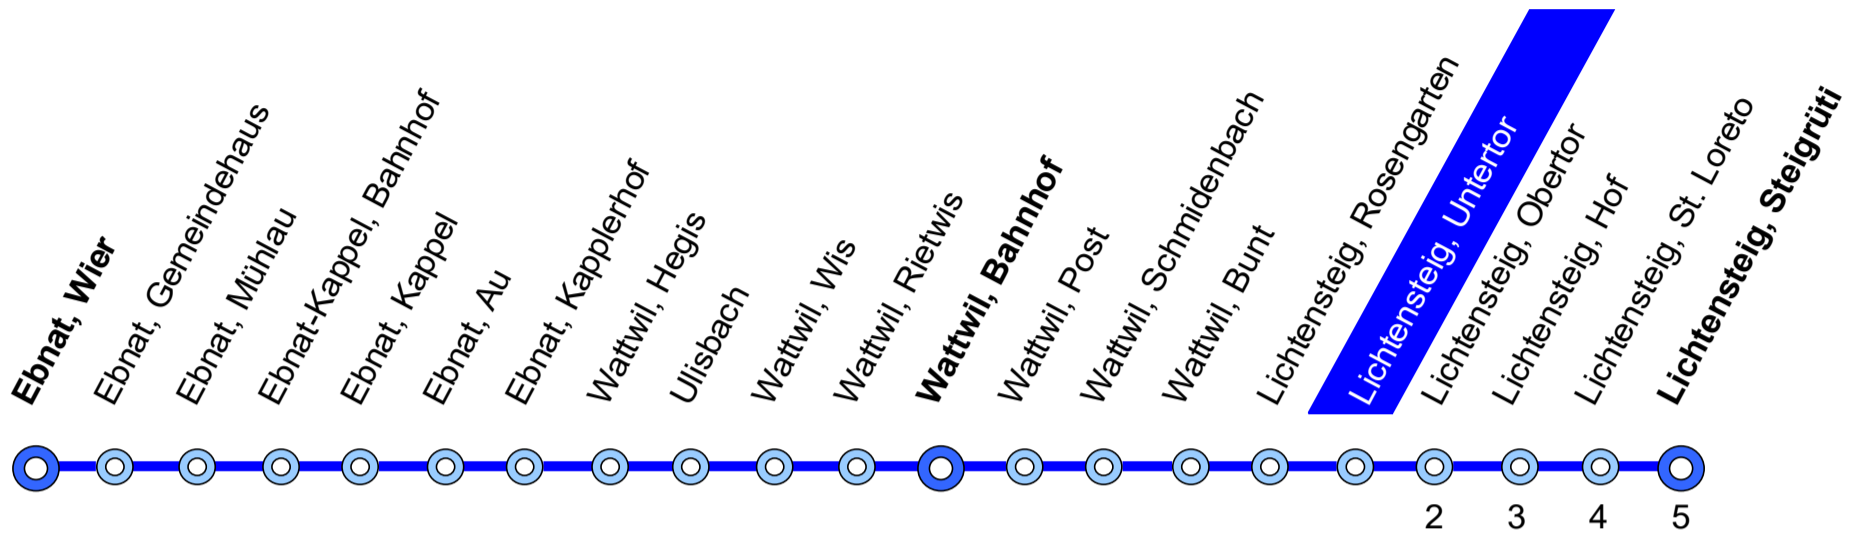 Ebnat, Wier
Ebnat, Gemeindehaus
Ebnat, Mühlau
Ebnat-Kappel, Bahnhof
Ebnat, Kappel
Ebnat, Au
Ebnat, Kapplerhof
Wattwil, Hegis
Ulisbach
Wattwil, Wis
Wattwil, Rietwis
Wattwil, Bahnhof
Wattwil, Post
Wattwil, Schmidenbach
Wattwil, Bunt
Lichtensteig, Rosengarten
Lichtensteig, Untertor
Lichtensteig, Obertor
Lichtensteig, Hof
Lichtensteig, St. Loreto
Lichtensteig, Steigrüti
2 3 4 5